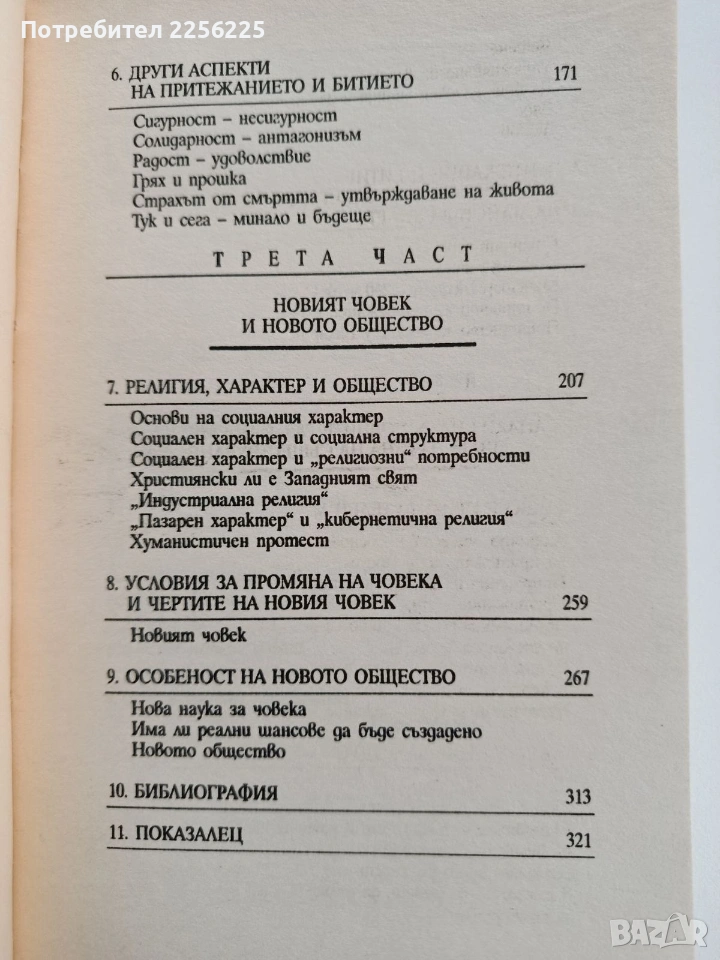 Потребител 2256225
6. ДРУГИ АСПЕКТИ
НА ПРИТЕЖАНИЕТО И БИТИЕТО 171
Сигурност – несигурност
Солидарност – антагонизъм
Радост – удоволствие
Грях и прошка
Страхът от смъртта – утвърждаване на живота
Тук и сега – минало и бъдеще
ТРЕТА ЧАСТ
НОВИЯТ ЧОВЕК
И НОВОТО ОБЩЕСТВО
7. РЕЛИГИЯ, ХАРАКТЕР И ОБЩЕСТВО 207
Основи на социалния характер
Социален характер и социална структура
Социален характер и „религиозни“ потребности
Християнски ли е Западният свят
„Индустриална религия“
„Пазарен характер“ и „кибернетична религия“
Хуманистичен протест
8. УСЛОВИЯ ЗА ПРОМЯНА НА ЧОВЕКА
И ЧЕРТИТЕ НА НОВИЯ ЧОВЕК 259
Новият човек
9. ОСОБЕНОСТ НА НОВОТО ОБЩЕСТВО 267
Нова наука за човека
Има ли реални шансове да бъде създадено
Новото общество
10. БИБЛИОГРАФИЯ 313
11. ПОКАЗАЛЕЦ 321
BAZAR